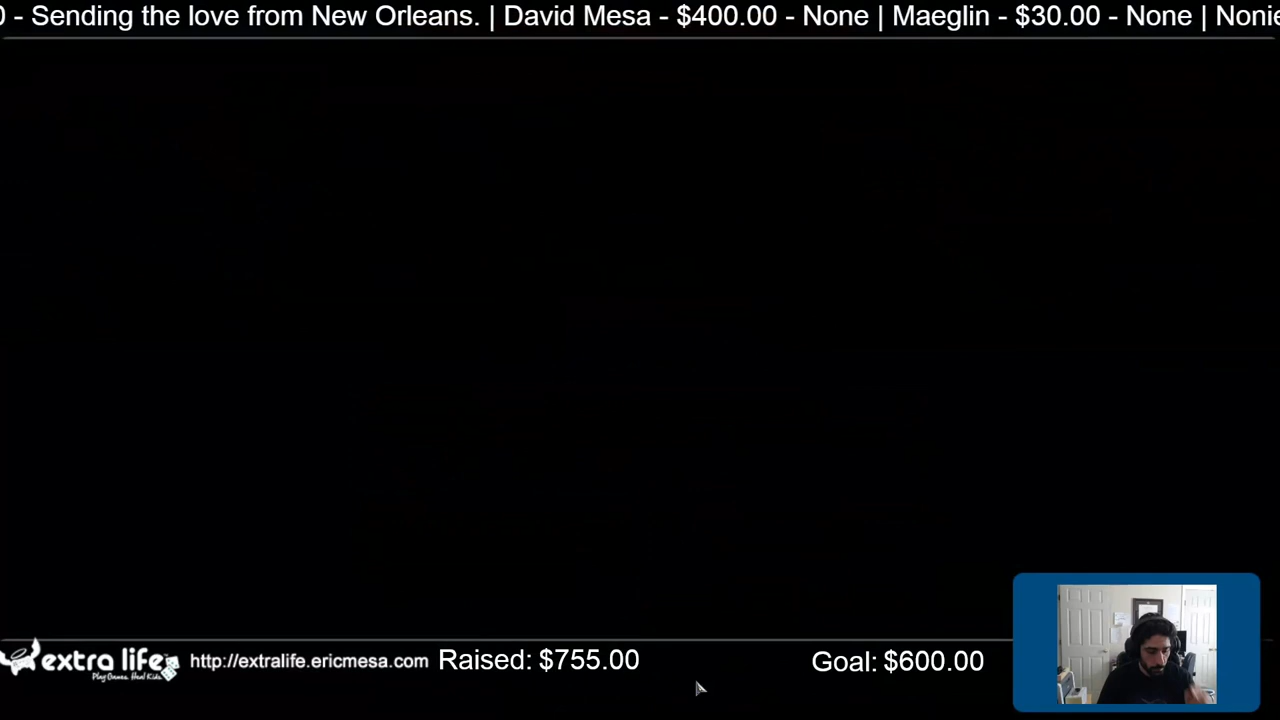 0 - Sending the love from New Orleans. | David Mesa - $400.00 - None | Maeglin - $30.00 - None | Nonie
extra life
Play Games. Heal Kids.
http://extralife.ericmesa.com
Raised: $755.00
Goal: $600.00